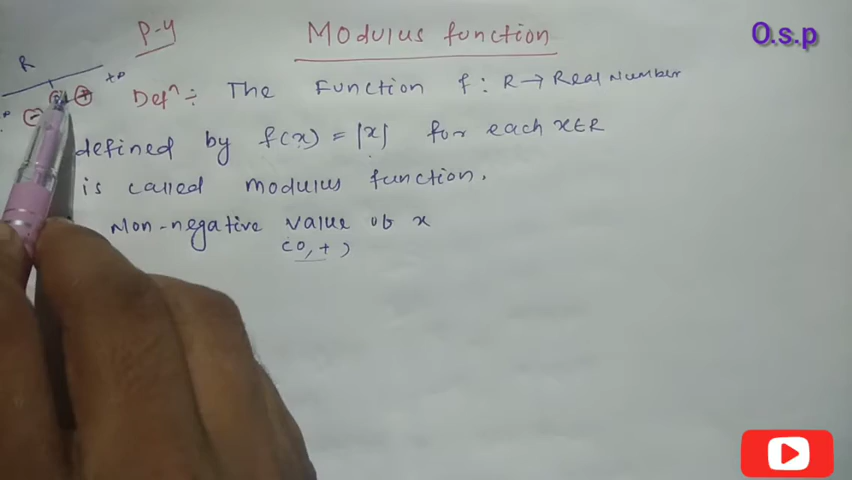 P-4
Modulus function
O.s.p
R
+∞
Defⁿ ÷ The Function f : R → Real Number
defined by f(x) = |x| for each x∈R
is called modulus function.
Non-negative value of x
(0, +)